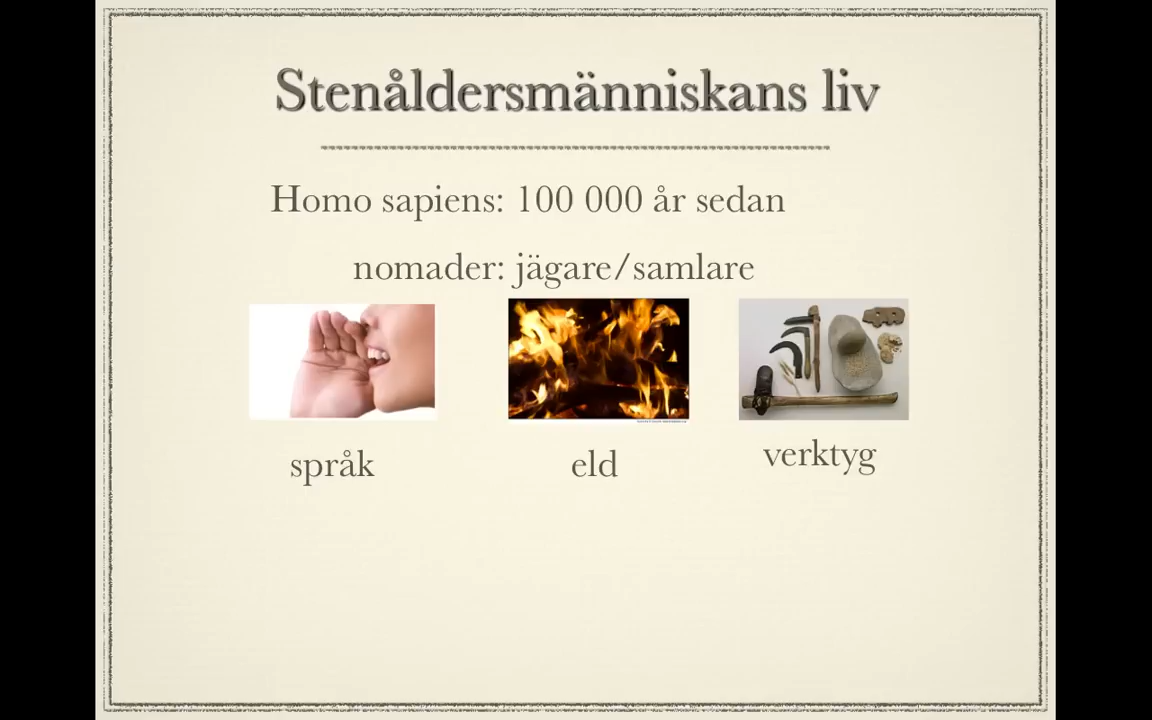 Stenåldersmänniskans liv
Homo sapiens: 100 000 år sedan
nomader: jägare/samlare
språk
eld
verktyg